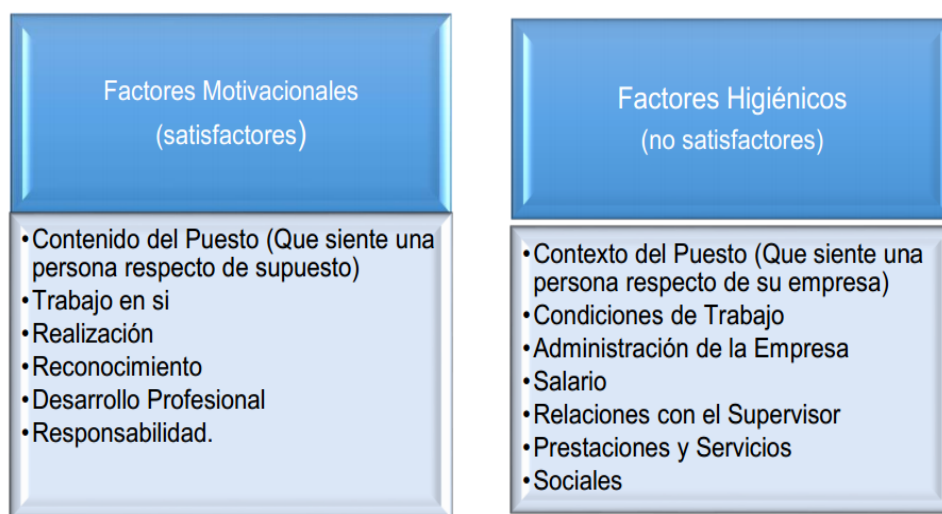 Factores Motivacionales
(satisfactores)
•Contenido del Puesto (Que siente una
persona respecto de supuesto)
•Trabajo en si
•Realización
•Reconocimiento
•Desarrollo Profesional
•Responsabilidad.
Factores Higiénicos
(no satisfactores)
•Contexto del Puesto (Que siente una
persona respecto de su empresa)
•Condiciones de Trabajo
•Administración de la Empresa
•Salario
•Relaciones con el Supervisor
•Prestaciones y Servicios
•Sociales